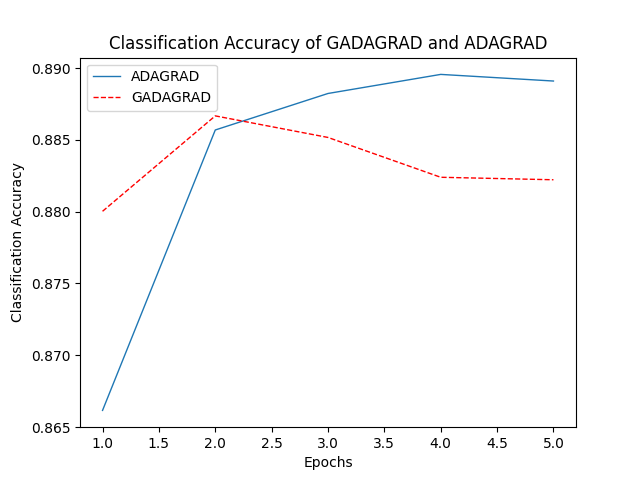 Classification Accuracy of GADAGRAD and ADAGRAD
ADAGRAD
GADAGRAD
Classification Accuracy
0.890
0.885
0.880
0.875
0.870
0.865
1.0 1.5 2.0 2.5 3.0 3.5 4.0 4.5 5.0
Epochs